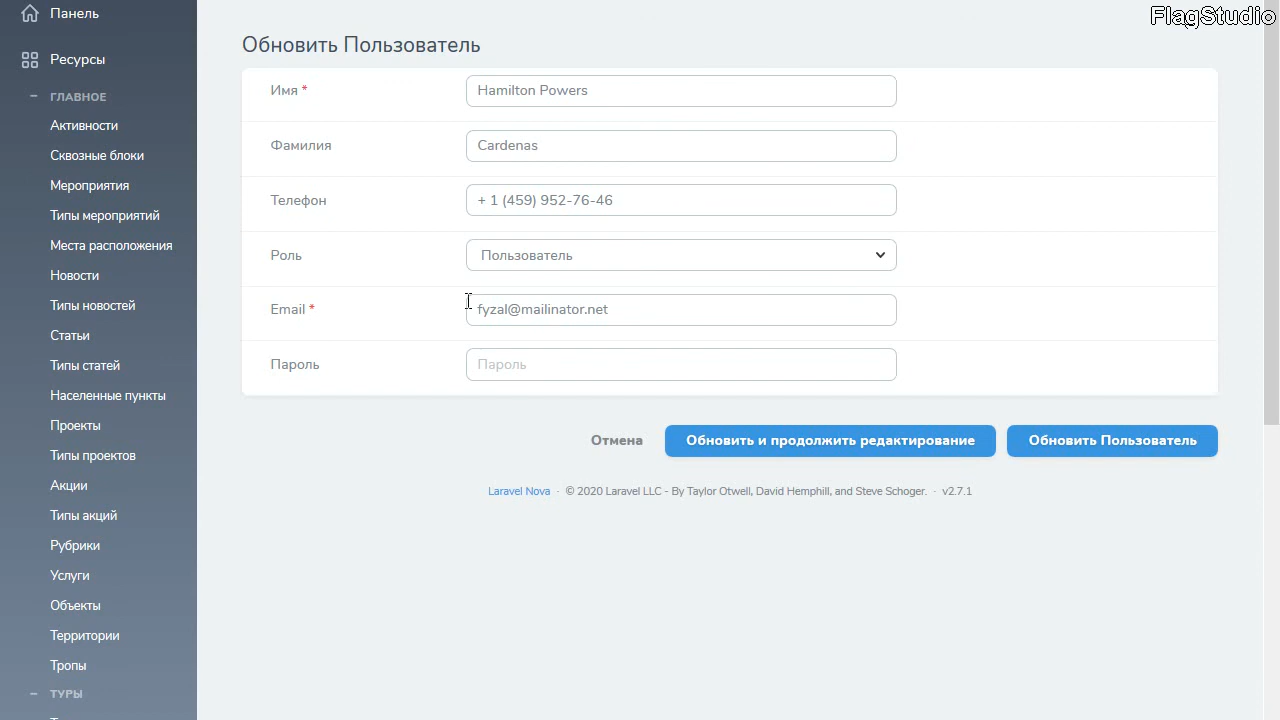 FlagStudio
Панель
Ресурсы
ГЛАВНОЕ
Активности
Сквозные блоки
Мероприятия
Типы мероприятий
Места расположения
Новости
Типы новостей
Статьи
Типы статей
Населенные пункты
Проекты
Типы проектов
Акции
Типы акций
Рубрики
Услуги
Объекты
Территории
Тропы
ТУРЫ
Обновить Пользователь
Имя * Hamilton Powers
Фамилия Cardenas
Телефон + 1 (459) 952-76-46
Роль Пользователь
Email * fyzal@mailinator.net
Пароль Пароль
Отмена Обновить и продолжить редактирование Обновить Пользователь
Laravel Nova · © 2020 Laravel LLC - By Taylor Otwell, David Hemphill, and Steve Schoger. · v2.7.1